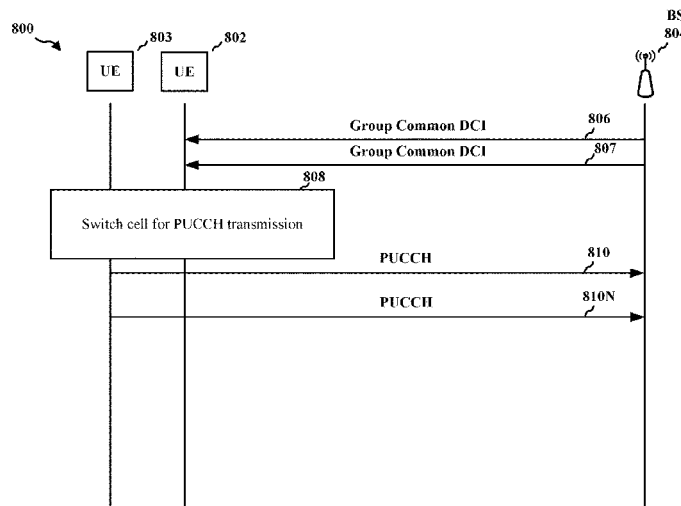 800
803
802
BS
804
UE
UE
Group Common DCI
806
Group Common DCI
807
808
Switch cell for PUCCH transmission
PUCCH
810
PUCCH
810N